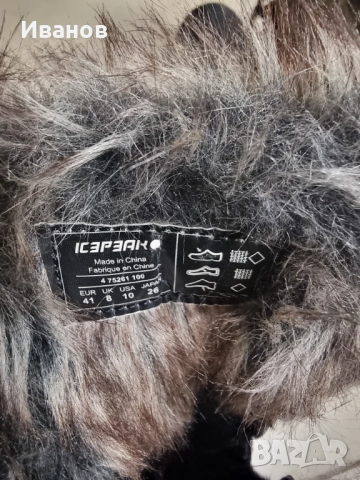 Иванов
ICEPEAK
Made in China
Fabrique en Chine
4 75261 100
EUR UK USA JAPAN
41 8 10 26
BAZAR